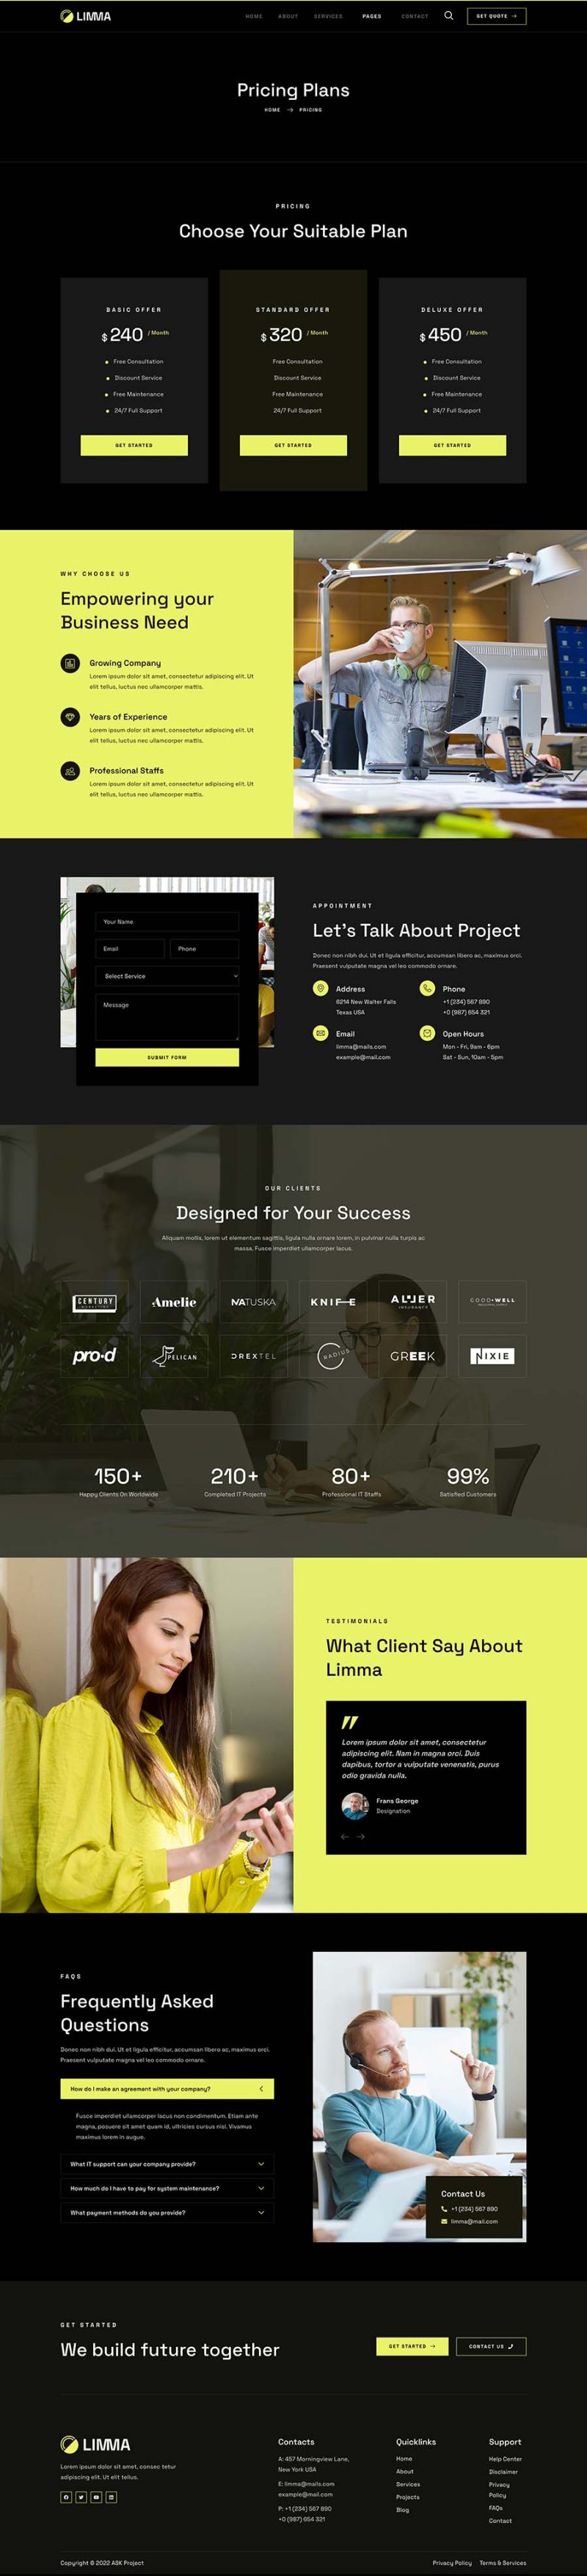 LIMMA
HOME ABOUT SERVICES PAGES CONTACT
GET QUOTE
Pricing Plans
HOME PRICING
PRICING
Choose Your Suitable Plan
BASIC OFFER
$ 240 / Month
Free Consultation
Discount Service
Free Maintenance
24/7 Full Support
GET STARTED
STANDARD OFFER
$ 320 / Month
Free Consultation
Discount Service
Free Maintenance
24/7 Full Support
GET STARTED
DELUXE OFFER
$ 450 / Month
Free Consultation
Discount Service
Free Maintenance
24/7 Full Support
GET STARTED
WHY CHOOSE US
Empowering your
Business Need
Growing Company
Lorem ipsum dolor sit amet, consectetur adipiscing elit. Ut
elit tellus, luctus nec ullamcorper mattis.
Years of Experience
Lorem ipsum dolor sit amet, consectetur adipiscing elit. Ut
elit tellus, luctus nec ullamcorper mattis.
Professional Staffs
Lorem ipsum dolor sit amet, consectetur adipiscing elit. Ut
elit tellus, luctus nec ullamcorper mattis.
Your Name
Email
Phone
Select Service
Message
SUBMIT FORM
APPOINTMENT
Let's Talk About Project
Donec non nibh dui. Ut et ligula efficitur, accumsan libero ac, maximus orci.
Praesent vulputate magna vel leo commodo ornare.
Address
6214 New Walter Falls
Texas USA
Phone
+1 (234) 567 890
+0 (987) 654 321
Email
limma@mails.com
example@mail.com
Open Hours
Mon - Fri, 9am - 6pm
Sat - Sun, 10am - 5pm
OUR CLIENTS
Designed for Your Success
Aliquam mollis, lorem ut elementum sagittis, ligula nulla ornare lorem, in pulvinar nulla turpis ac
massa. Fusce imperdiet ullamcorper lacus.
CENTURY
Amelie
NATUSKA
KNIFE
INSURANCE
GOOD WELL
pro·d
PELICAN
DREXTEL
RADIUS
GREEK
NIXIE
150+
Happy Clients On Worldwide
210+
Completed IT Projects
80+
Professional IT Staffs
99%
Satisfied Customers
TESTIMONIALS
What Client Say About
Limma
Lorem ipsum dolor sit amet, consectetur
adipiscing elit. Nam in magna orci. Duis
dapibus, tortor a vulputate venenatis, purus
odio gravida nulla.
Frans George
Designation
FAQS
Frequently Asked
Questions
Donec non nibh dui. Ut et ligula efficitur, accumsan libero ac, maximus orci.
Praesent vulputate magna vel leo commodo ornare.
How do I make an agreement with your company?
Fusce imperdiet ullamcorper lacus non condimentum. Etiam ante
magna, posuere sit amet quam id, ultricies cursus nisl. Vivamus
maximus lorem in augue.
What IT support can your company provide?
How much do I have to pay for system maintenance?
What payment methods do you provide?
Contact Us
+1 (234) 567 890
limma@mail.com
GET STARTED
We build future together
GET STARTED
CONTACT US
LIMMA
Lorem ipsum dolor sit amet, consec tetur
adipiscing elit. Ut elit tellus.
Contacts
A: 457 Morningview Lane,
New York USA
E: limma@mails.com
example@mail.com
P: +1 (234) 567 890
+0 (987) 654 321
Quicklinks
Home
About
Services
Projects
Blog
Support
Help Center
Disclaimer
Privacy
Policy
FAQs
Contact
Copyright © 2022 ASK Project
Privacy Policy Terms & Services